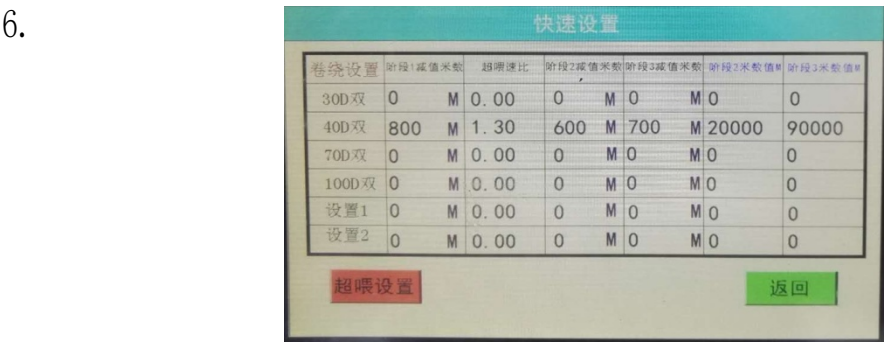 6.
快速设置
卷绕设置 阶段1减值米数 超喂速比 阶段2减值米数 阶段3减值米数 阶段2米数值M 阶段3米数值M
30D双 0 M 0.00 0 M 0 M 0 0
40D双 800 M 1.30 600 M 700 M 20000 90000
70D双 0 M 0.00 0 M 0 M 0 0
100D双 0 M 0.00 0 M 0 M 0 0
设置1 0 M 0.00 0 M 0 M 0 0
设置2 0 M 0.00 0 M 0 M 0 0
超喂设置 返回